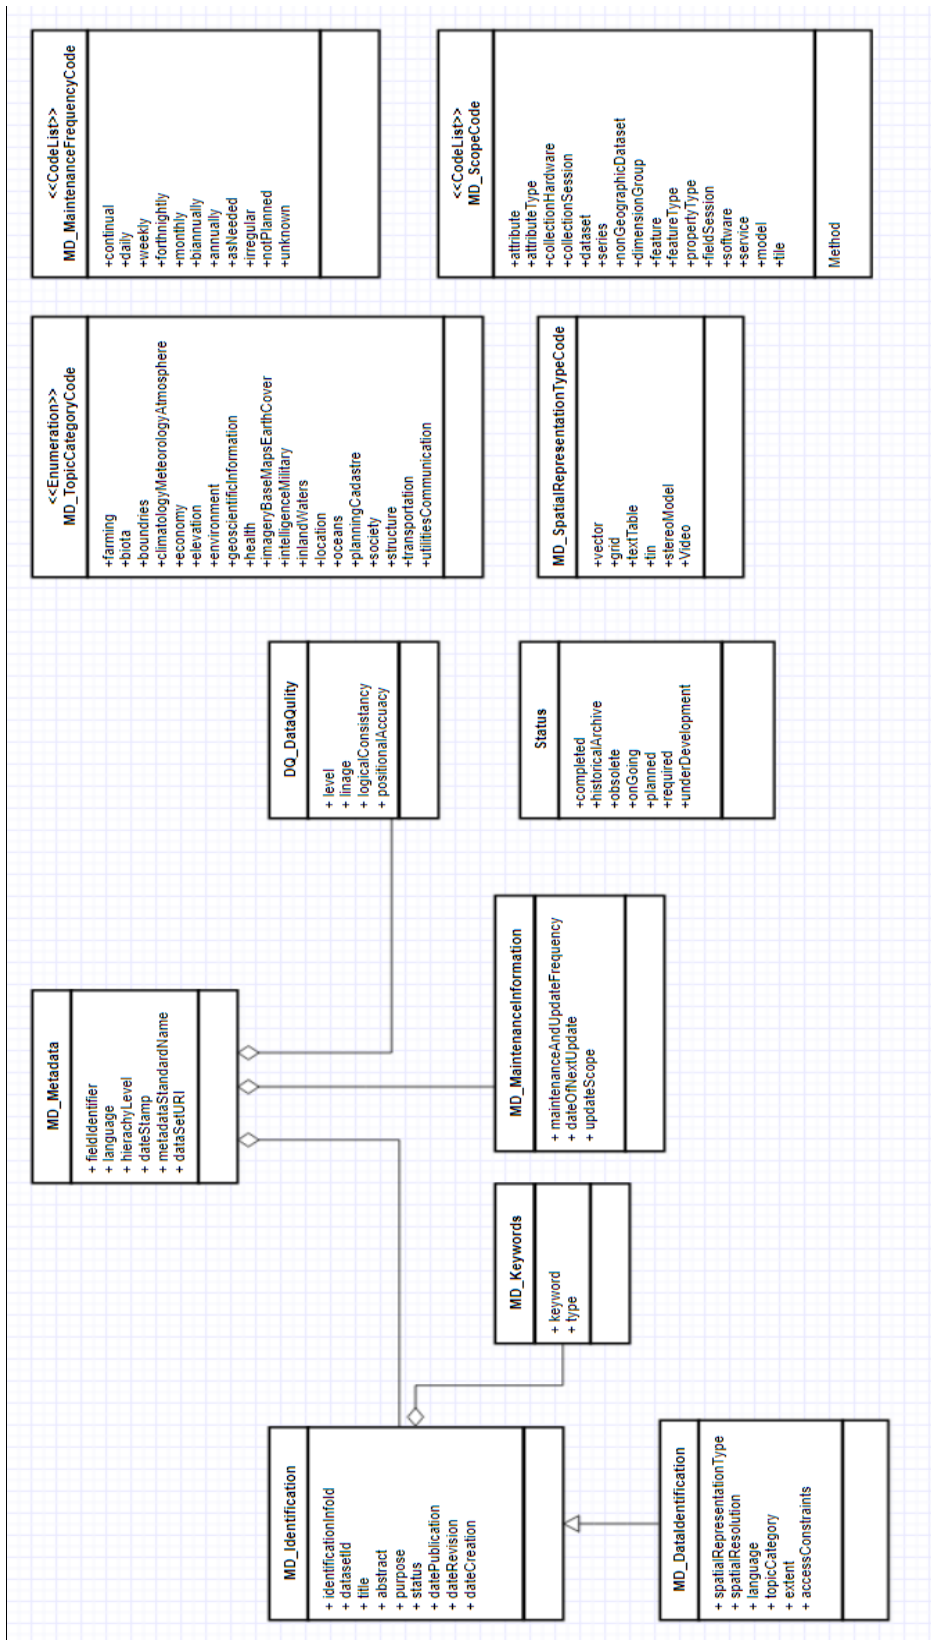 MD_Metadata
+ fieldIdentifier
+ language
+ hierachyLevel
+ dateStamp
+ metadataStandardName
+ dataSetURI
<<Enumeration>>
MD_TopicCategoryCode
+farming
+biota
+boundries
+climatologyMeteorologyAtmosphere
+economy
+elevation
+environment
+geoscientificInformation
+health
+imageryBaseMapsEarthCover
+intelligenceMilitary
+inlandWaters
+location
+oceans
+planningCadastre
+society
+structure
+transportation
+utilitiesCommunication
<<CodeList>>
MD_MaintenanceFrequencyCode
+continual
+daily
+weekly
+forthnightly
+monthly
+biannually
+annually
+asNeeded
+irregular
+notPlanned
+unknown
MD_Identification
+ identificationInfoId
+ datasetId
+ title
+ abstract
+ purpose
+ status
+ datePublication
+ dateRevision
+ dateCreation
DQ_DataQulity
+ level
+ linage
+ logicalConsistancy
+ positionalAccuacy
MD_Keywords
+ keyword
+ type
MD_MaintenanceInformation
+ maintenanceAndUpdateFrequency
+ dateOfNextUpdate
+ updateScope
Status
+completed
+historicalArchive
+obsolete
+onGoing
+planned
+required
+underDevelopment
MD_SpatialRepresentationTypeCode
+vector
+grid
+textTable
+tin
+stereoModel
+Video
<<CodeList>>
MD_ScopeCode
+attribute
+attributeType
+collectionHardware
+collectionSession
+dataset
+series
+nonGeographicDataset
+dimensionGroup
+feature
+featureType
+propertyType
+fieldSession
+software
+service
+model
+tile
Method
MD_DataIdentification
+ spatialRepresentationType
+ spatialResolution
+ language
+ topicCategory
+ extent
+ accessConstraints